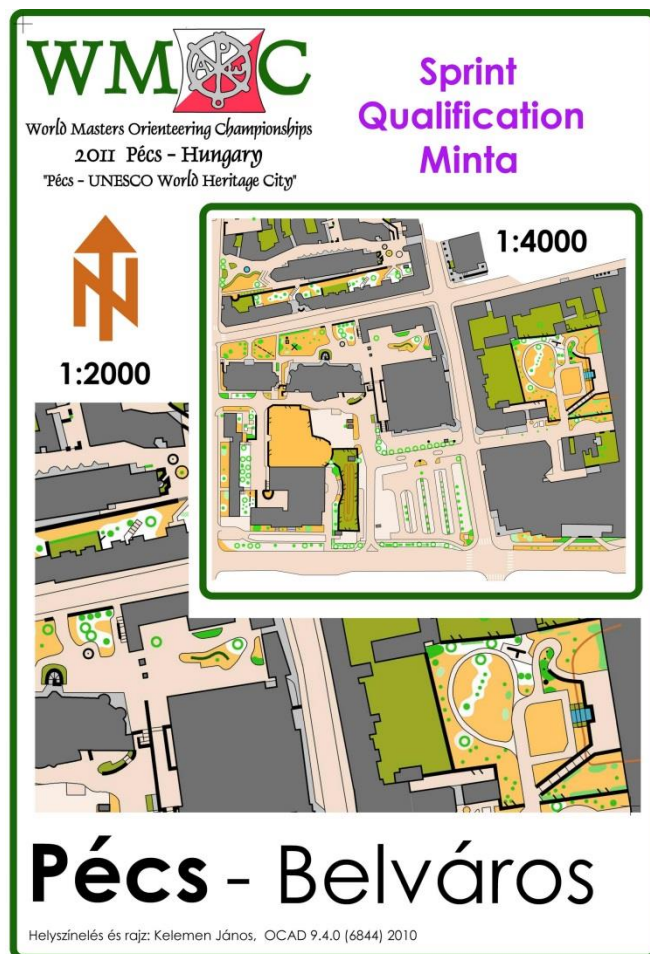 WM C
World Masters Orienteering Championships
2011 Pécs - Hungary
"Pécs - UNESCO World Heritage City"
Sprint
Qualification
Minta
N
1:2000
1:4000
Pécs - Belváros
Helyszínelés és rajz: Kelemen János, OCAD 9.4.0 (6844) 2010